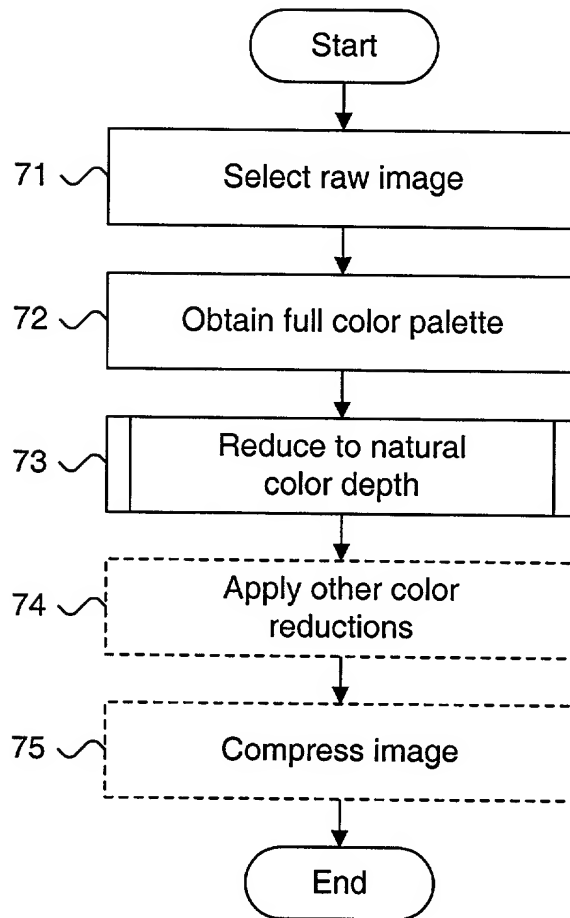 Start
71
Select raw image
72
Obtain full color palette
73
Reduce to natural
color depth
74
Apply other color
reductions
75
Compress image
End